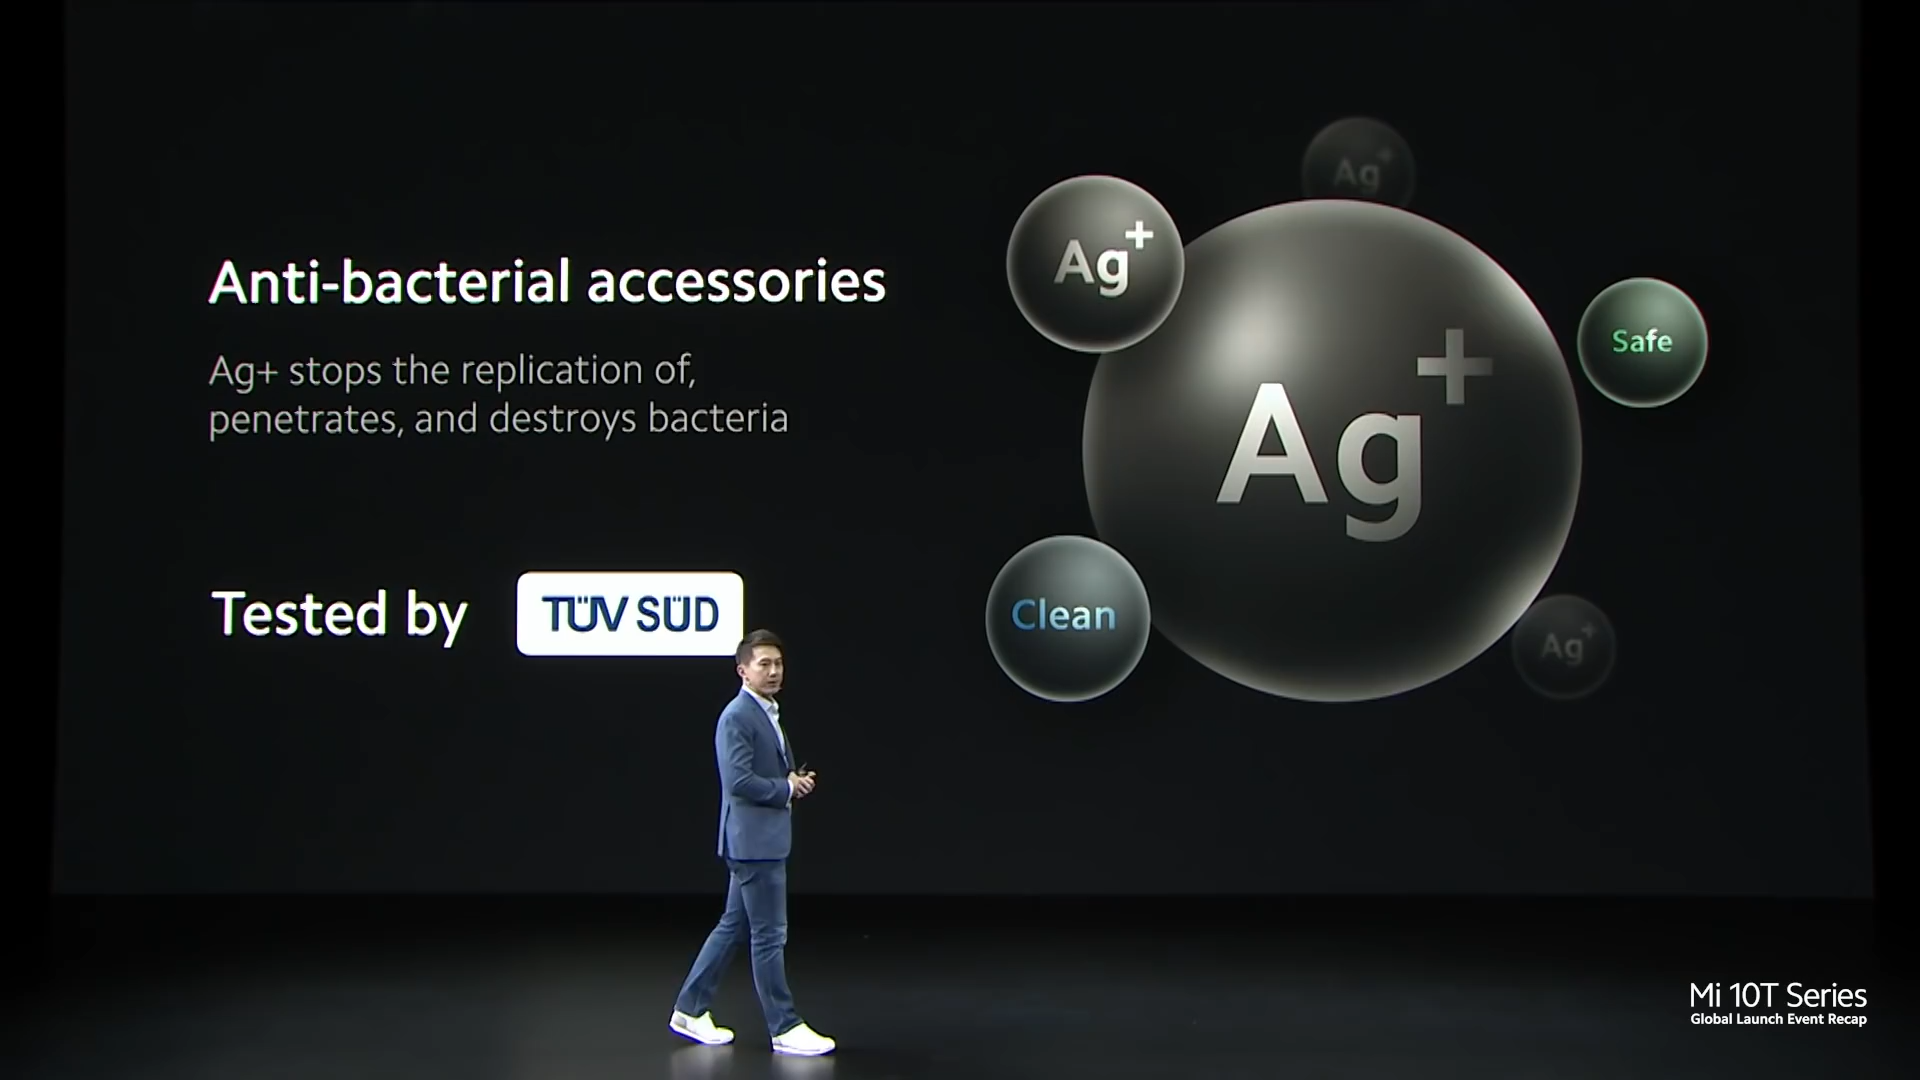 Anti-bacterial accessories
Ag+ stops the replication of,
penetrates, and destroys bacteria
Tested by TÜV SÜD
Ag+
Ag+
Ag+
Safe
Clean
Ag+
Mi 10T Series
Global Launch Event Recap